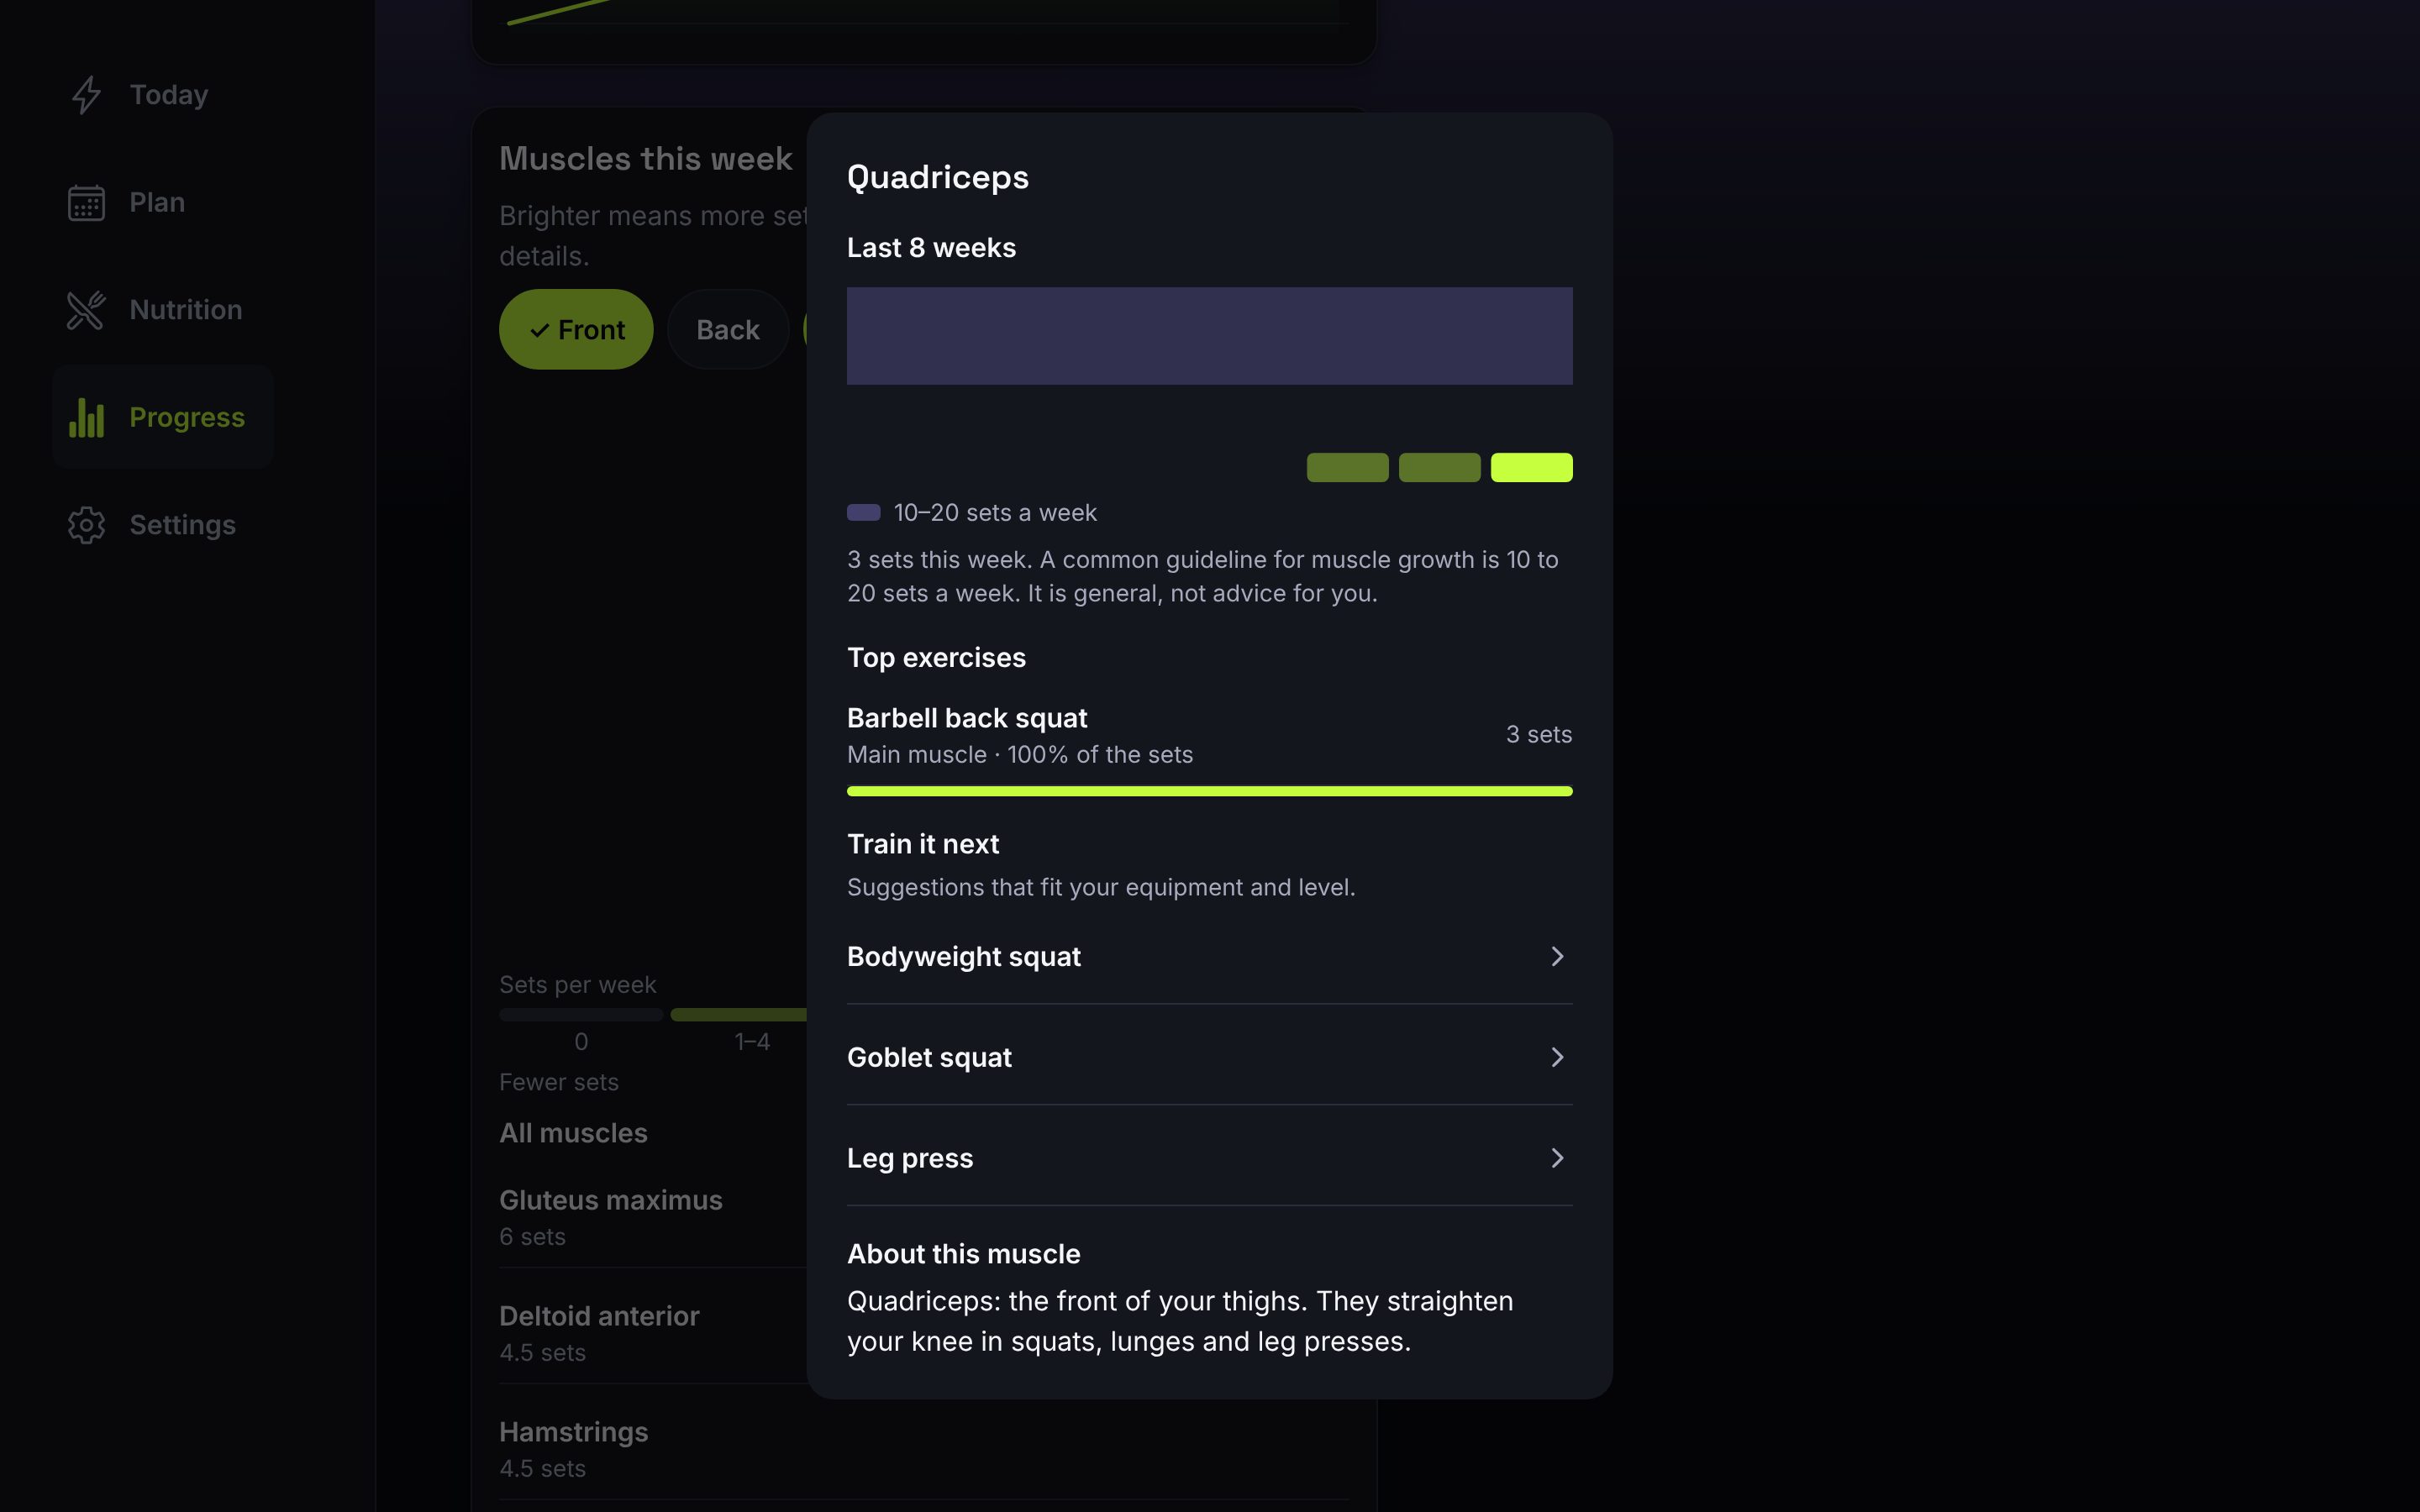 Today
Plan
Nutrition
Progress
Settings
Muscles this week
Brighter means more
details.
Front
Back
Sets per week
0
1–4
Fewer sets
All muscles
Gluteus maximus
6 sets
Deltoid anterior
4.5 sets
Hamstrings
4.5 sets
Quadriceps
Last 8 weeks
10–20 sets a week
3 sets this week. A common guideline for muscle growth is 10 to
20 sets a week. It is general, not advice for you.
Top exercises
Barbell back squat
Main muscle · 100% of the sets
3 sets
Train it next
Suggestions that fit your equipment and level.
Bodyweight squat
Goblet squat
Leg press
About this muscle
Quadriceps: the front of your thighs. They straighten
your knee in squats, lunges and leg presses.